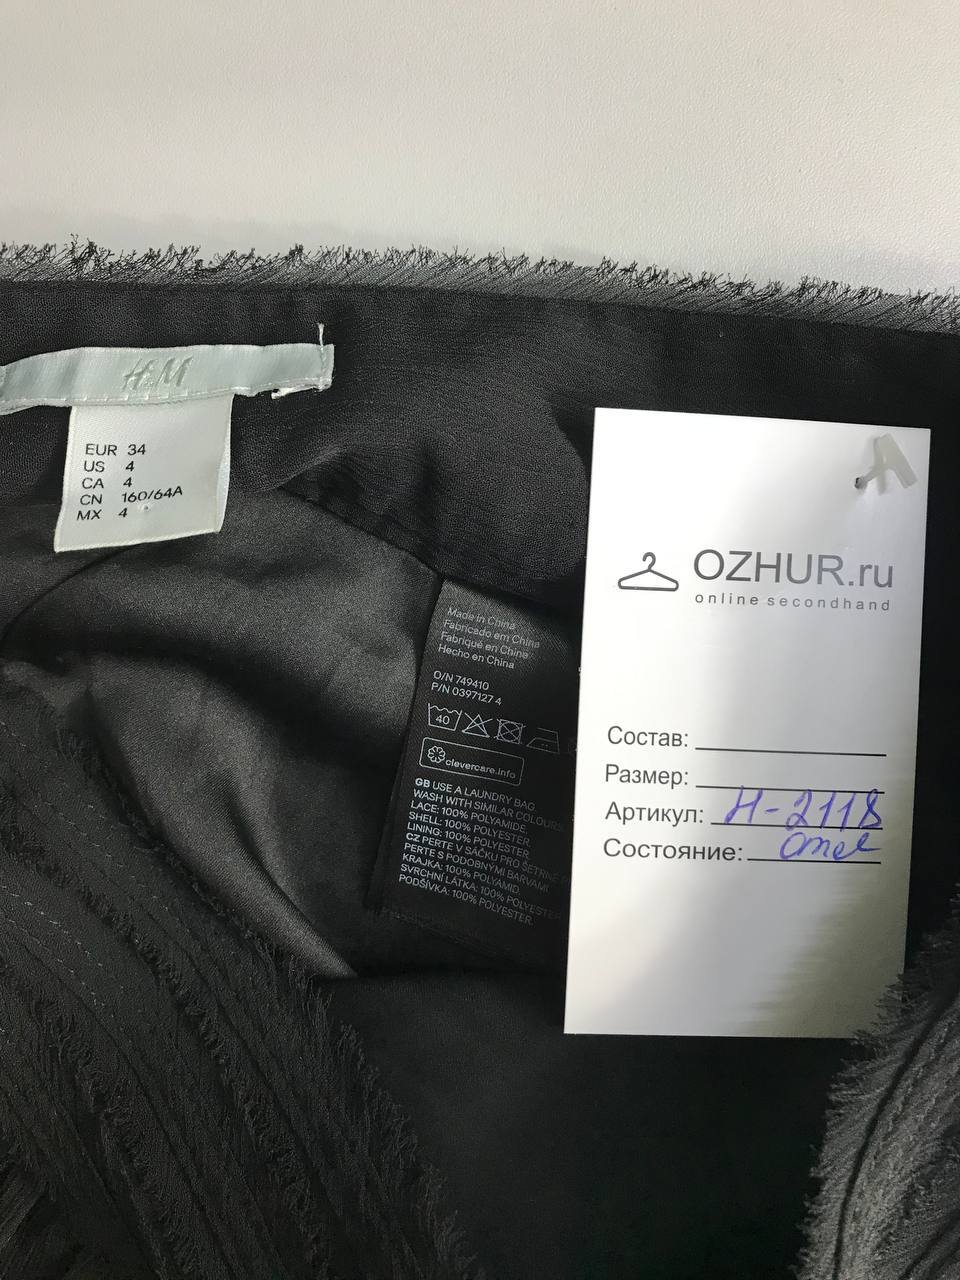 H&M
EUR 34
US 4
CA 4
CN 160/64A
MX 4
Made in China
Fabricado em China
Fabriqué en Chine
Hecho en China
O/N 749410
P/N 0397127 4
40
clevercare.info
GB USE A LAUNDRY BAG.
WASH WITH SIMILAR COLOURS.
LACE: 100% POLYAMIDE.
SHELL: 100% POLYESTER.
LINING: 100% POLYESTER.
CZ PERTE V SÁČKU PRO ŠETRNÉ
PERTE S PODOBNÝMI BARVAMI.
KRAJKA: 100% POLYAMID.
SVRCHNÍ LÁTKA: 100% POLYESTER.
PODŠÍVKA: 100% POLYESTER.
OZHUR.ru
online secondhand
Состав:
Размер:
Артикул: Н-2118
Состояние: